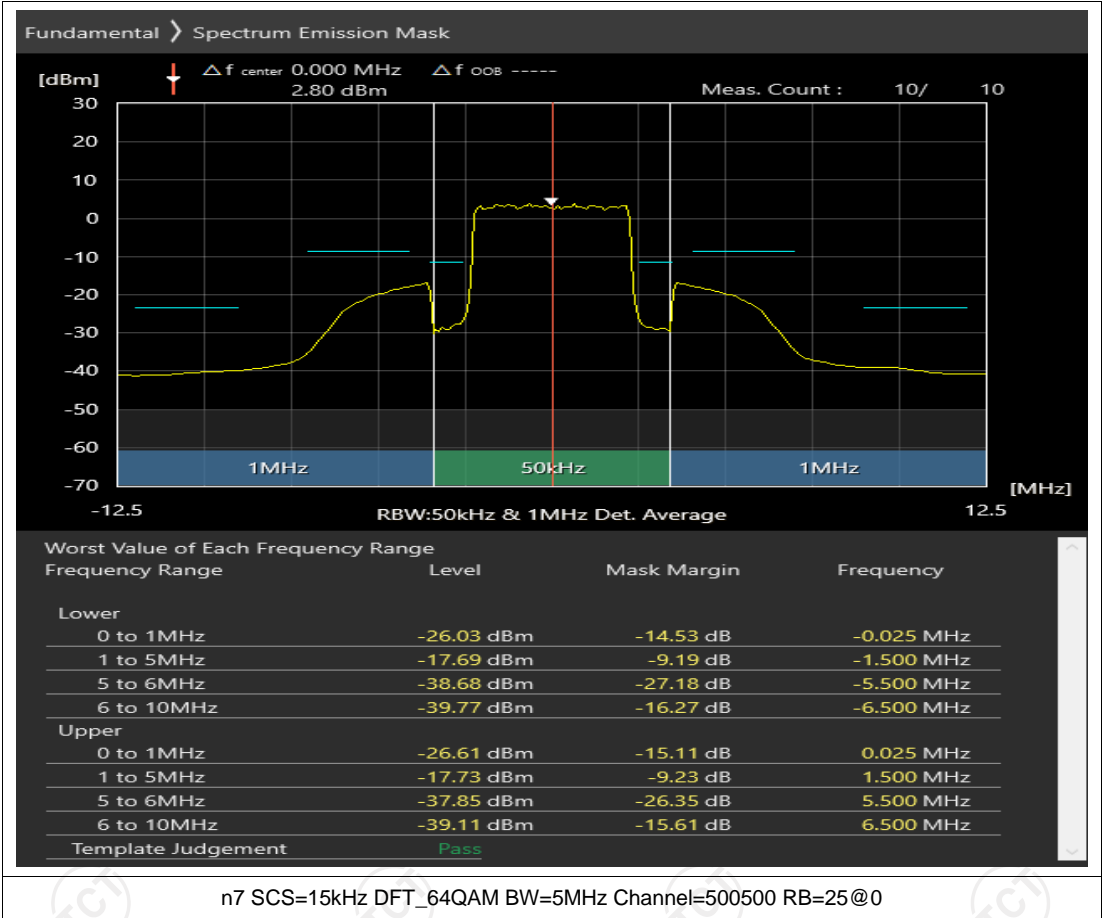 Fundamental ❯ Spectrum Emission Mask
[dBm] △f center 0.000 MHz △f OOB -----
2.80 dBm Meas. Count : 10/ 10
30
20
10
0
-10
-20
-30
-40
-50
-60
1MHz 50kHz 1MHz
-70
[MHz]
-12.5 RBW:50kHz & 1MHz Det. Average 12.5
Worst Value of Each Frequency Range
Frequency Range Level Mask Margin Frequency
Lower
0 to 1MHz -26.03 dBm -14.53 dB -0.025 MHz
1 to 5MHz -17.69 dBm -9.19 dB -1.500 MHz
5 to 6MHz -38.68 dBm -27.18 dB -5.500 MHz
6 to 10MHz -39.77 dBm -16.27 dB -6.500 MHz
Upper
0 to 1MHz -26.61 dBm -15.11 dB 0.025 MHz
1 to 5MHz -17.73 dBm -9.23 dB 1.500 MHz
5 to 6MHz -37.85 dBm -26.35 dB 5.500 MHz
6 to 10MHz -39.11 dBm -15.61 dB 6.500 MHz
Template Judgement Pass
n7 SCS=15kHz DFT_64QAM BW=5MHz Channel=500500 RB=25@0
TCT TCT TCT TCT